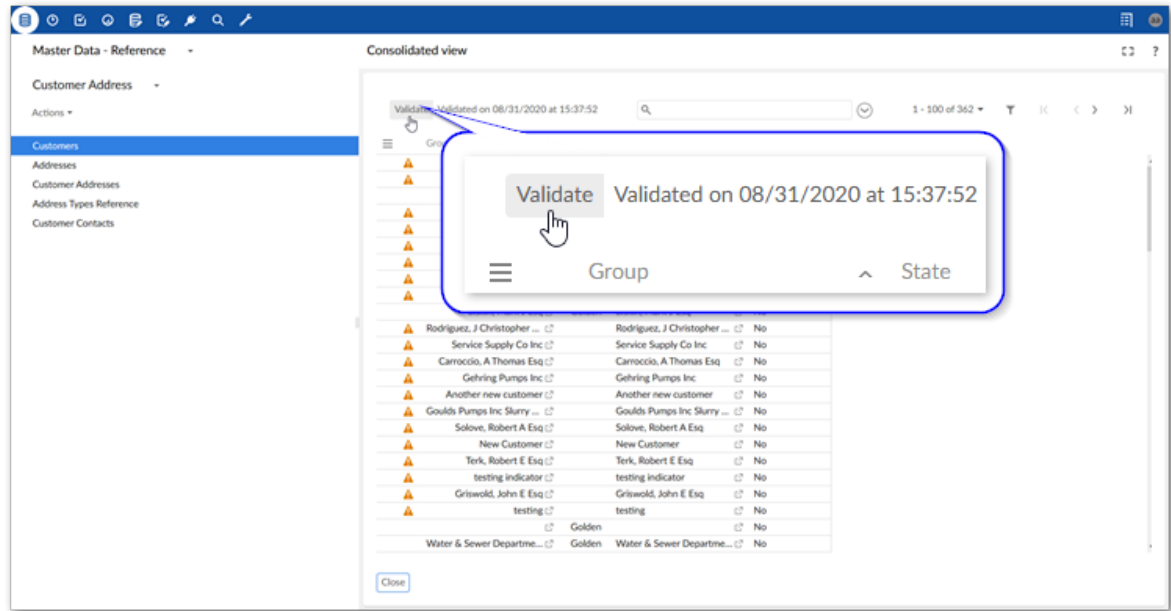 Master Data - Reference
Consolidated view
?
Customer Address
Actions
Validate Validated on 08/31/2020 at 15:37:52
1 - 100 of 362
Customers
Addresses
Customer Addresses
Address Types Reference
Customer Contacts
Validate Validated on 08/31/2020 at 15:37:52
Group State
Rodriguez, J Christopher ... Rodriguez, J Christopher ... No
Service Supply Co Inc Service Supply Co Inc No
Carroccio, A Thomas Esq Carroccio, A Thomas Esq No
Gehring Pumps Inc Gehring Pumps Inc No
Another new customer Another new customer No
Goulds Pumps Inc Slurry ... Goulds Pumps Inc Slurry ... No
Solove, Robert A Esq Solove, Robert A Esq No
New Customer New Customer No
Terk, Robert E Esq Terk, Robert E Esq No
testing indicator testing indicator No
Griswold, John E Esq Griswold, John E Esq No
testing testing No
Golden No
Water & Sewer Departme... Golden Water & Sewer Departme... No
Close